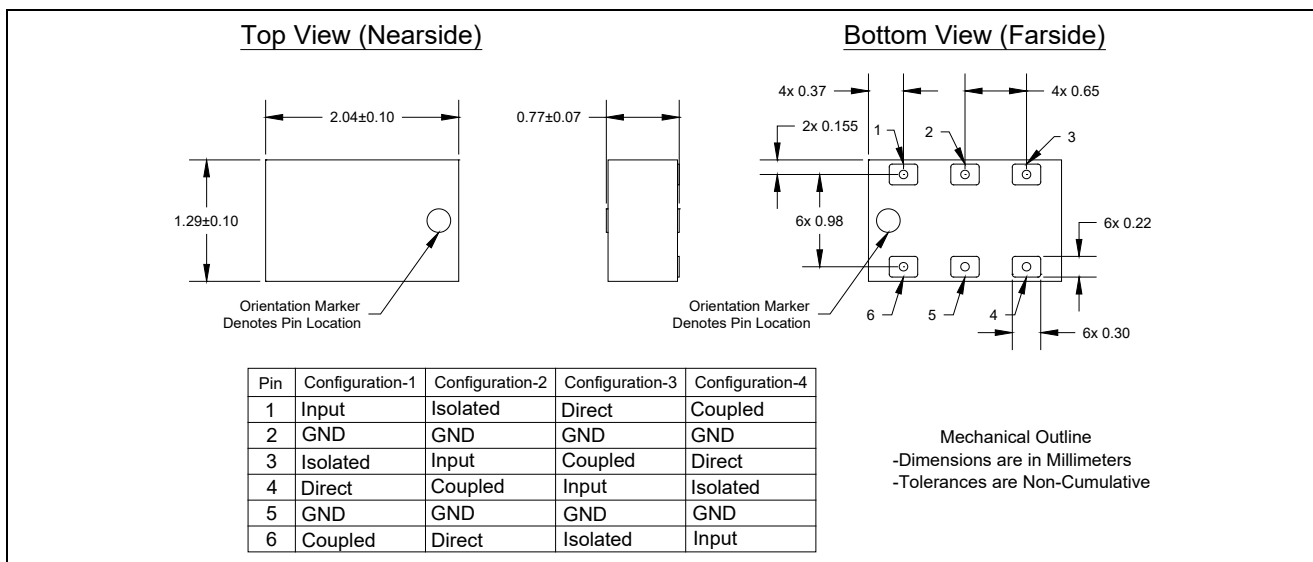 Top View (Nearside)
Bottom View (Farside)
4x 0.37
4x 0.65
2.04±0.10
0.77±0.07
2x 0.155
1
2
3
1.29±0.10
6x 0.98
6x 0.22
Orientation Marker
Denotes Pin Location
Orientation Marker
Denotes Pin Location
6
5
4
6x 0.30
Pin Configuration-1 Configuration-2 Configuration-3 Configuration-4
1 Input Isolated Direct Coupled
2 GND GND GND GND
3 Isolated Input Coupled Direct
4 Direct Coupled Input Isolated
5 GND GND GND GND
6 Coupled Direct Isolated Input
Mechanical Outline
-Dimensions are in Millimeters
-Tolerances are Non-Cumulative